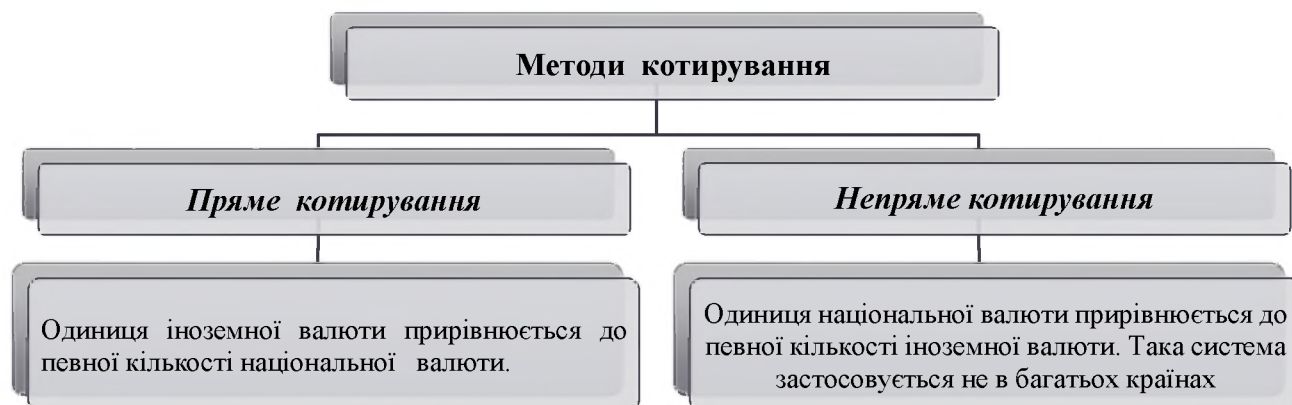 Методи котирування
Пряме котирування
Непряме котирування
Одиниця іноземної валюти прирівнюється до
певної кількості національної валюти.
Одиниця національної валюти прирівнюється до
певної кількості іноземної валюти. Така система
застосовується не в багатьох країнах